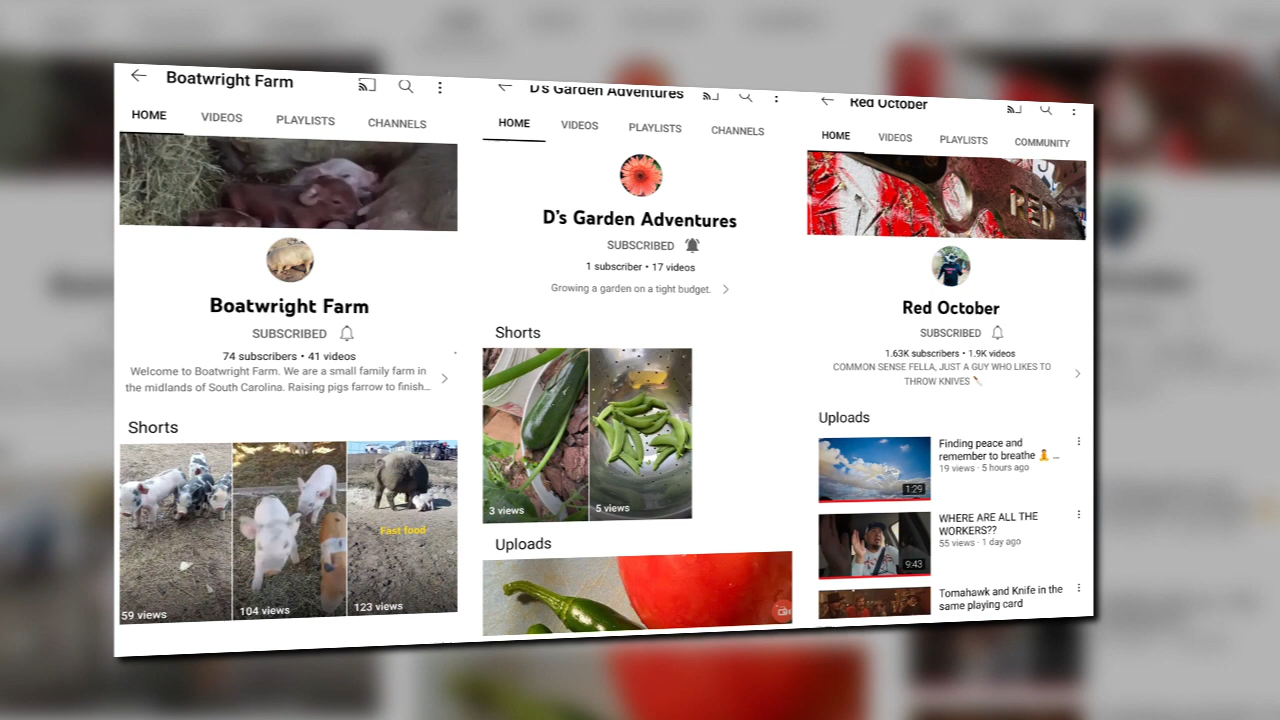 Boatwright Farm
HOME VIDEOS PLAYLISTS CHANNELS
Boatwright Farm
SUBSCRIBED
74 subscribers • 41 videos
Welcome to Boatwright Farm. We are a small family farm in
the midlands of South Carolina. Raising pigs farrow to finish...
Shorts
Fast food
59 views
104 views
123 views
D's Garden Adventures
HOME VIDEOS PLAYLISTS CHANNELS
D's Garden Adventures
SUBSCRIBED
1 subscriber • 17 videos
Growing a garden on a tight budget.
Shorts
3 views
5 views
Uploads
Red October
HOME VIDEOS PLAYLISTS COMMUNITY
RED
Red October
SUBSCRIBED
1.63K subscribers • 1.9K videos
COMMON SENSE FELLA, JUST A GUY WHO LIKES TO
THROW KNIVES 🔪
Uploads
Finding peace and
remember to breathe 🧘 ...
19 views · 5 hours ago
1:29
WHERE ARE ALL THE
WORKERS??
55 views · 1 day ago
9:43
Tomahawk and Knife in the
same playing card